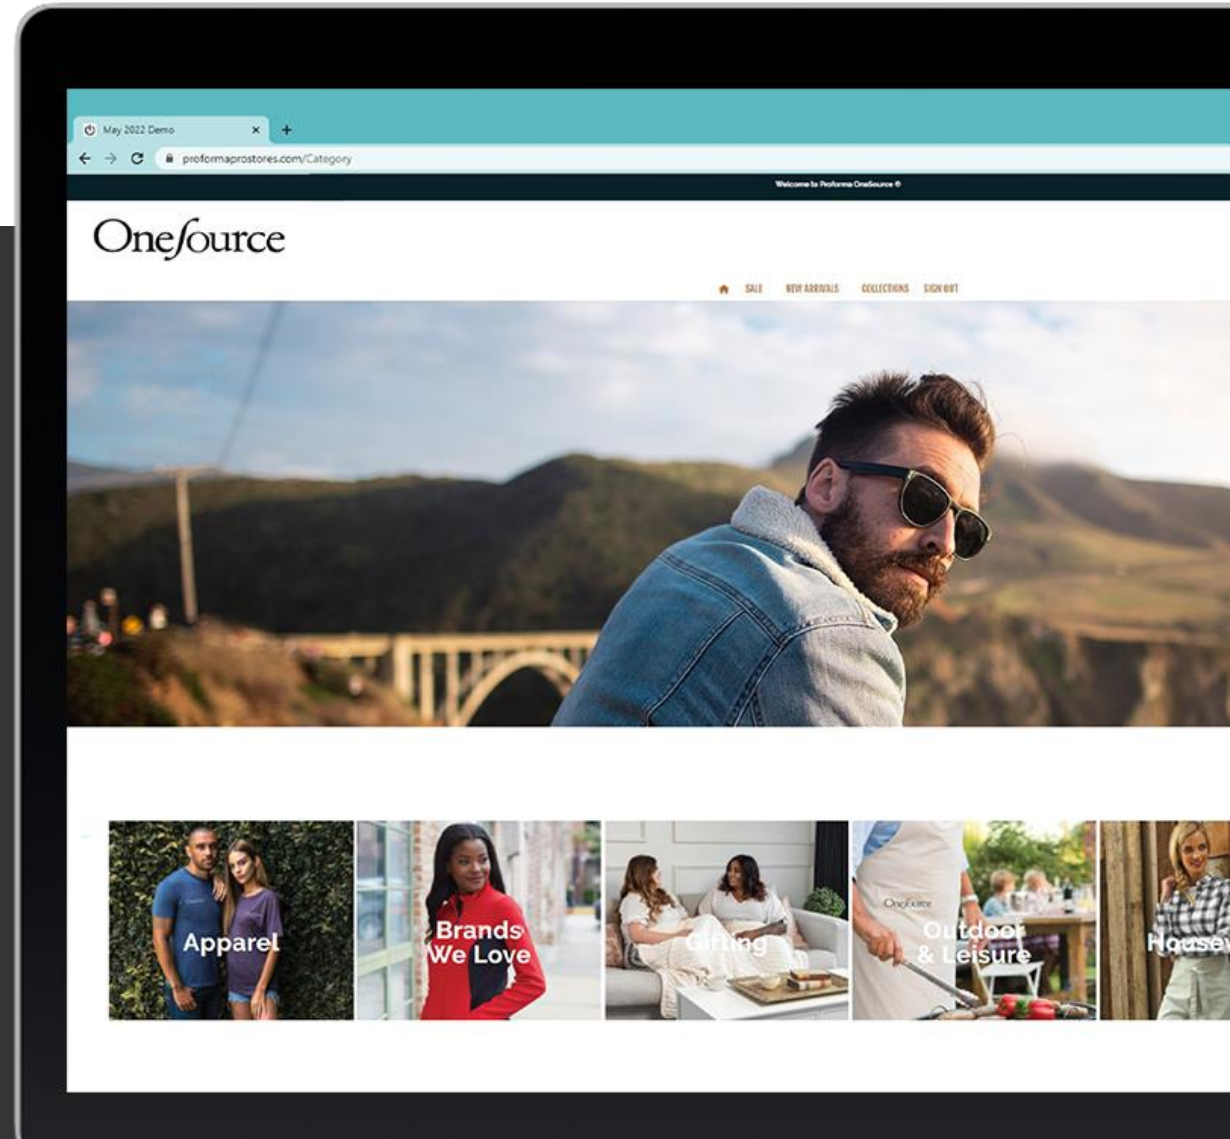 May 2022 Demo
proformaprostores.com/Category
Welcome to Proforma OneSource ®
OneSource
SALE NEW ARRIVALS COLLECTIONS SIGN OUT
Apparel
Brands
We Love
Gifting
OneSource
Outdoor
& Leisure
House